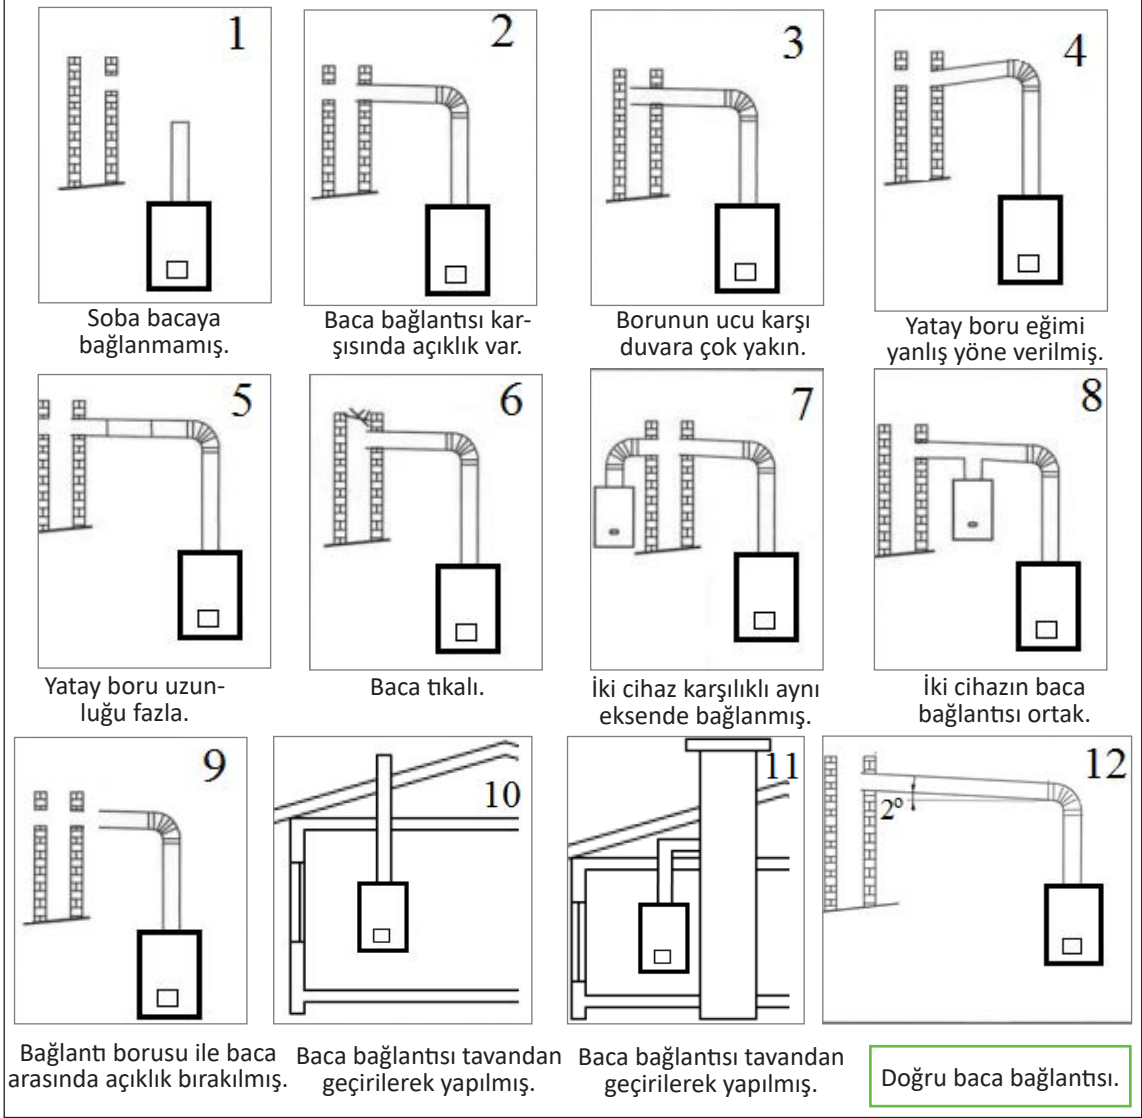 1
2
3
4
Soba bacaya
bağlanmamış.
Baca bağlantısı kar-
şısında açıklık var.
Borunun ucu karşı
duvara çok yakın.
Yatay boru eğimi
yanlış yöne verilmiş.
5
6
7
8
Yatay boru uzun-
luğu fazla.
Baca tıkalı.
İki cihaz karşılıklı aynı
eksende bağlanmış.
İki cihazın baca
bağlantısı ortak.
9
10
11
12
2°
Bağlantı borusu ile baca
arasında açıklık bırakılmış.
Baca bağlantısı tavandan
geçirilerek yapılmış.
Baca bağlantısı tavandan
geçirilerek yapılmış.
Doğru baca bağlantısı.